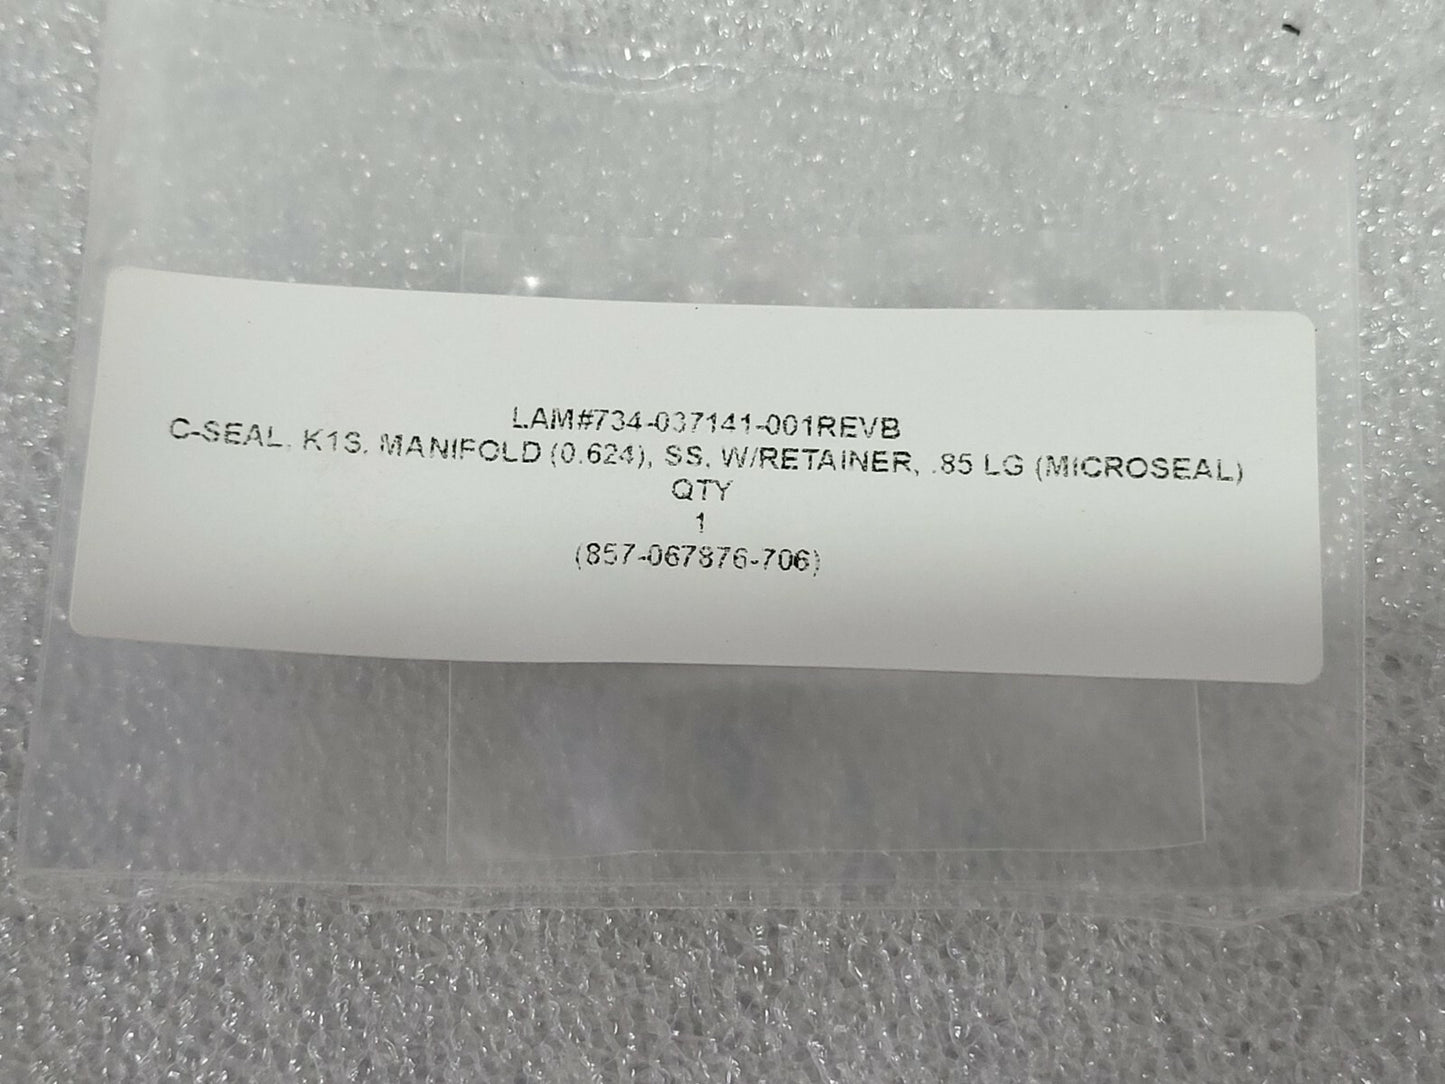 LAM#734-037141-001REVB
C-SEAL, K1S, MANIFOLD (0.624), SS, W/RETAINER, .85 LG (MICROSEAL)
QTY
1
(857-067876-706)